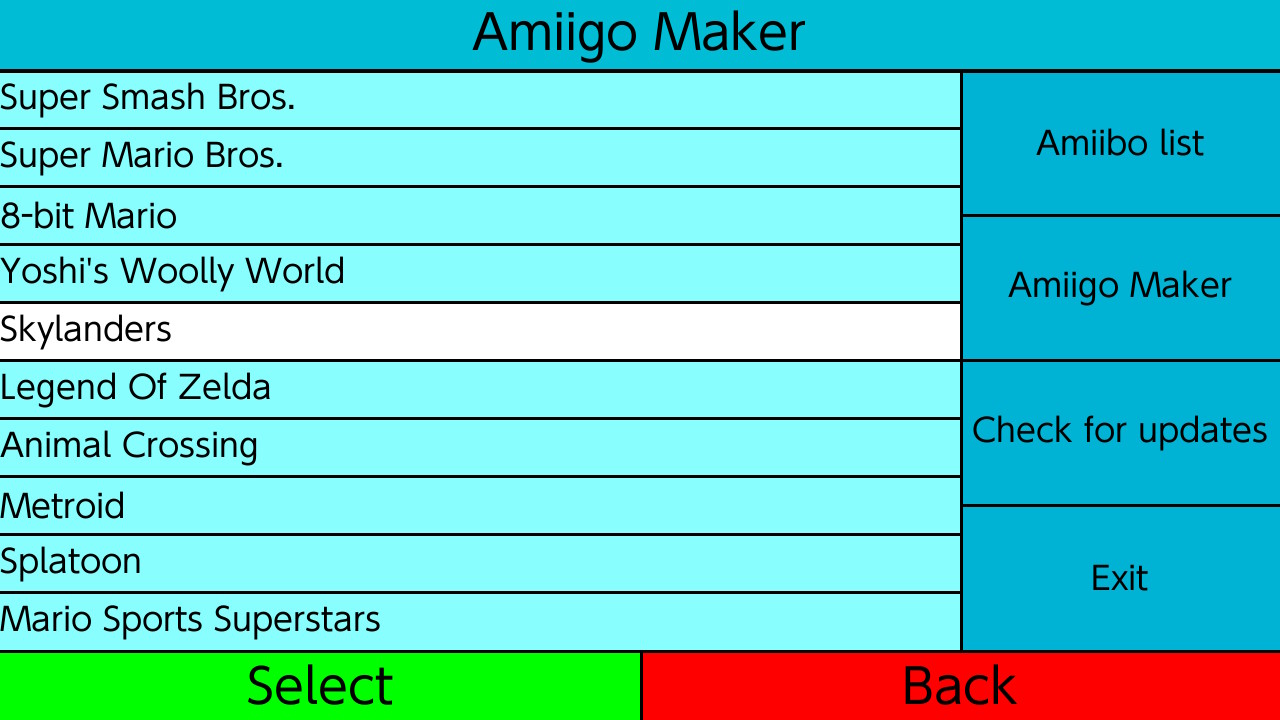 Amiigo Maker
Super Smash Bros.
Super Mario Bros.
8-bit Mario
Yoshi's Woolly World
Skylanders
Legend Of Zelda
Animal Crossing
Metroid
Splatoon
Mario Sports Superstars
Amiibo list
Amiigo Maker
Check for updates
Exit
Select
Back